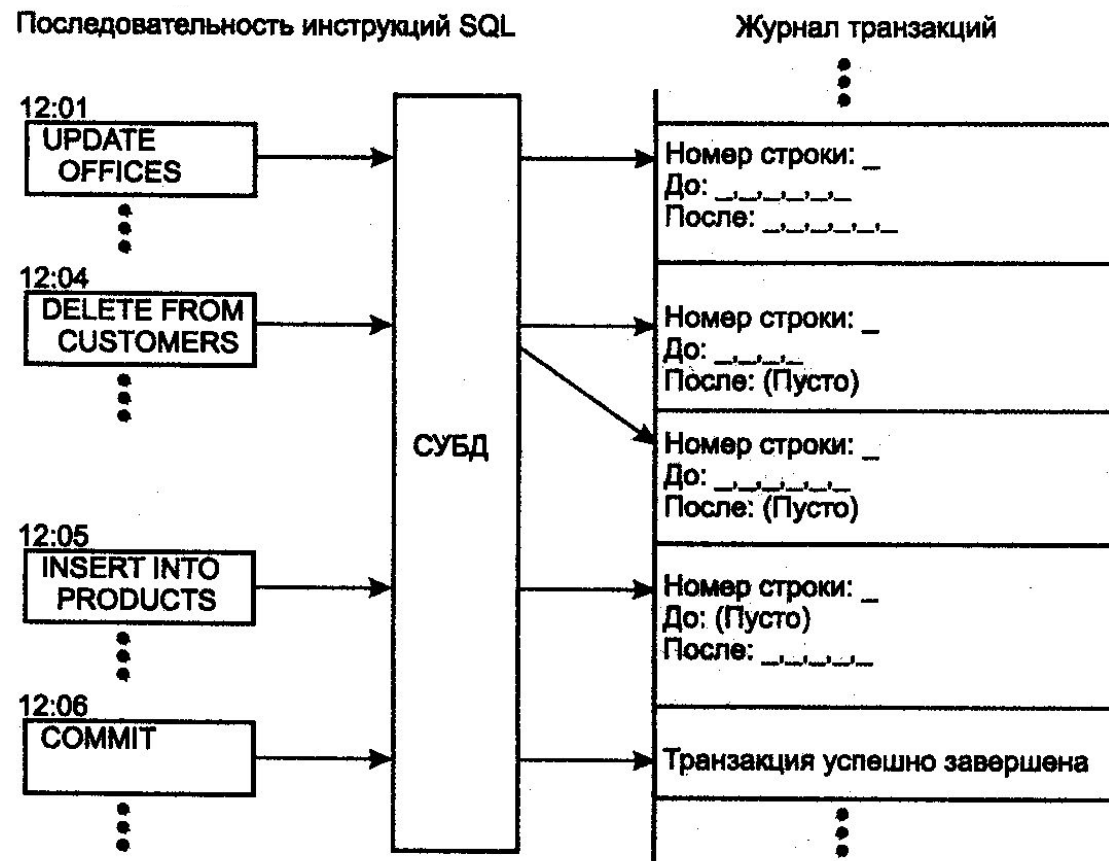 Последовательность инструкций SQL
Журнал транзакций
12:01
UPDATE
OFFICES
Номер строки: _
До: _,_,_,_,_,_
После: _,_,_,_,_,_
12:04
DELETE FROM
CUSTOMERS
Номер строки: _
До: _,_,_,_
После: (Пусто)
СУБД
Номер строки: _
До: _,_,_,_,_,_
После: (Пусто)
12:05
INSERT INTO
PRODUCTS
Номер строки: _
До: (Пусто)
После: _,_,_,_,_
12:06
COMMIT
Транзакция успешно завершена